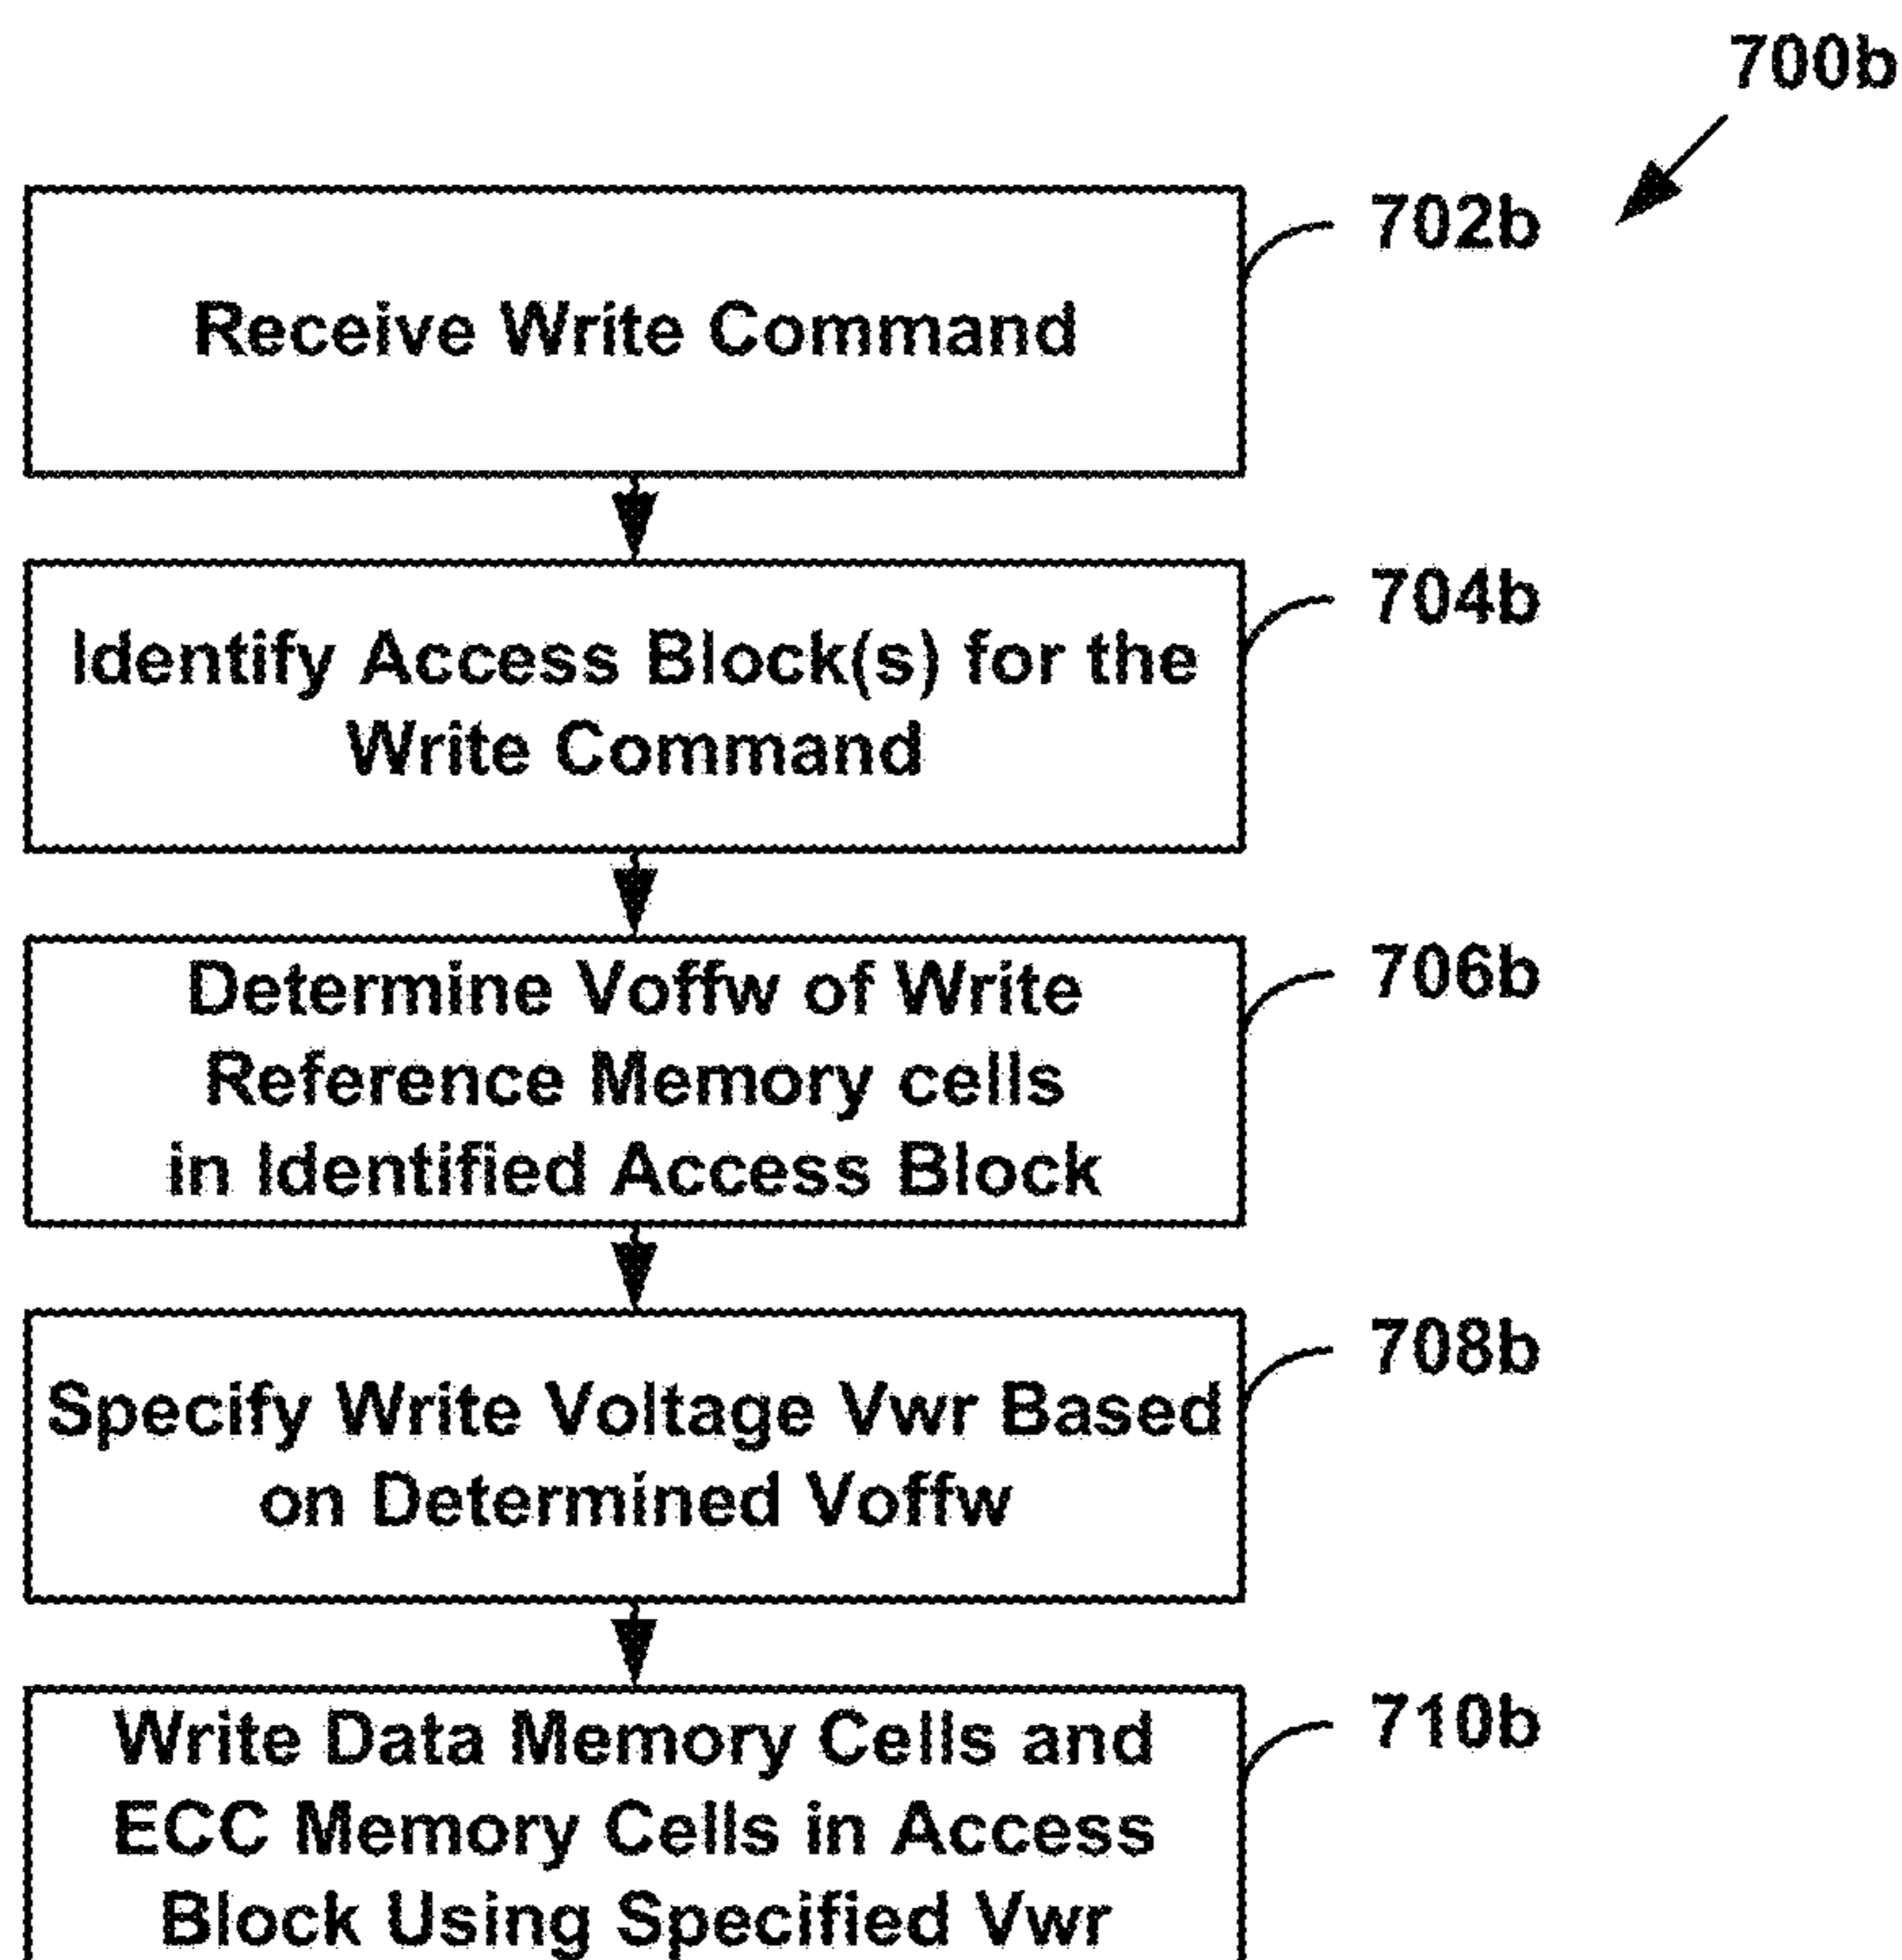 700b
702b
Receive Write Command
704b
Identify Access Block(s) for the
Write Command
706b
Determine Voffw of Write
Reference Memory cells
in Identified Access Block
708b
Specify Write Voltage Vwr Based
on Determined Voffw
710b
Write Data Memory Cells and
ECC Memory Cells in Access
Block Using Specified Vwr